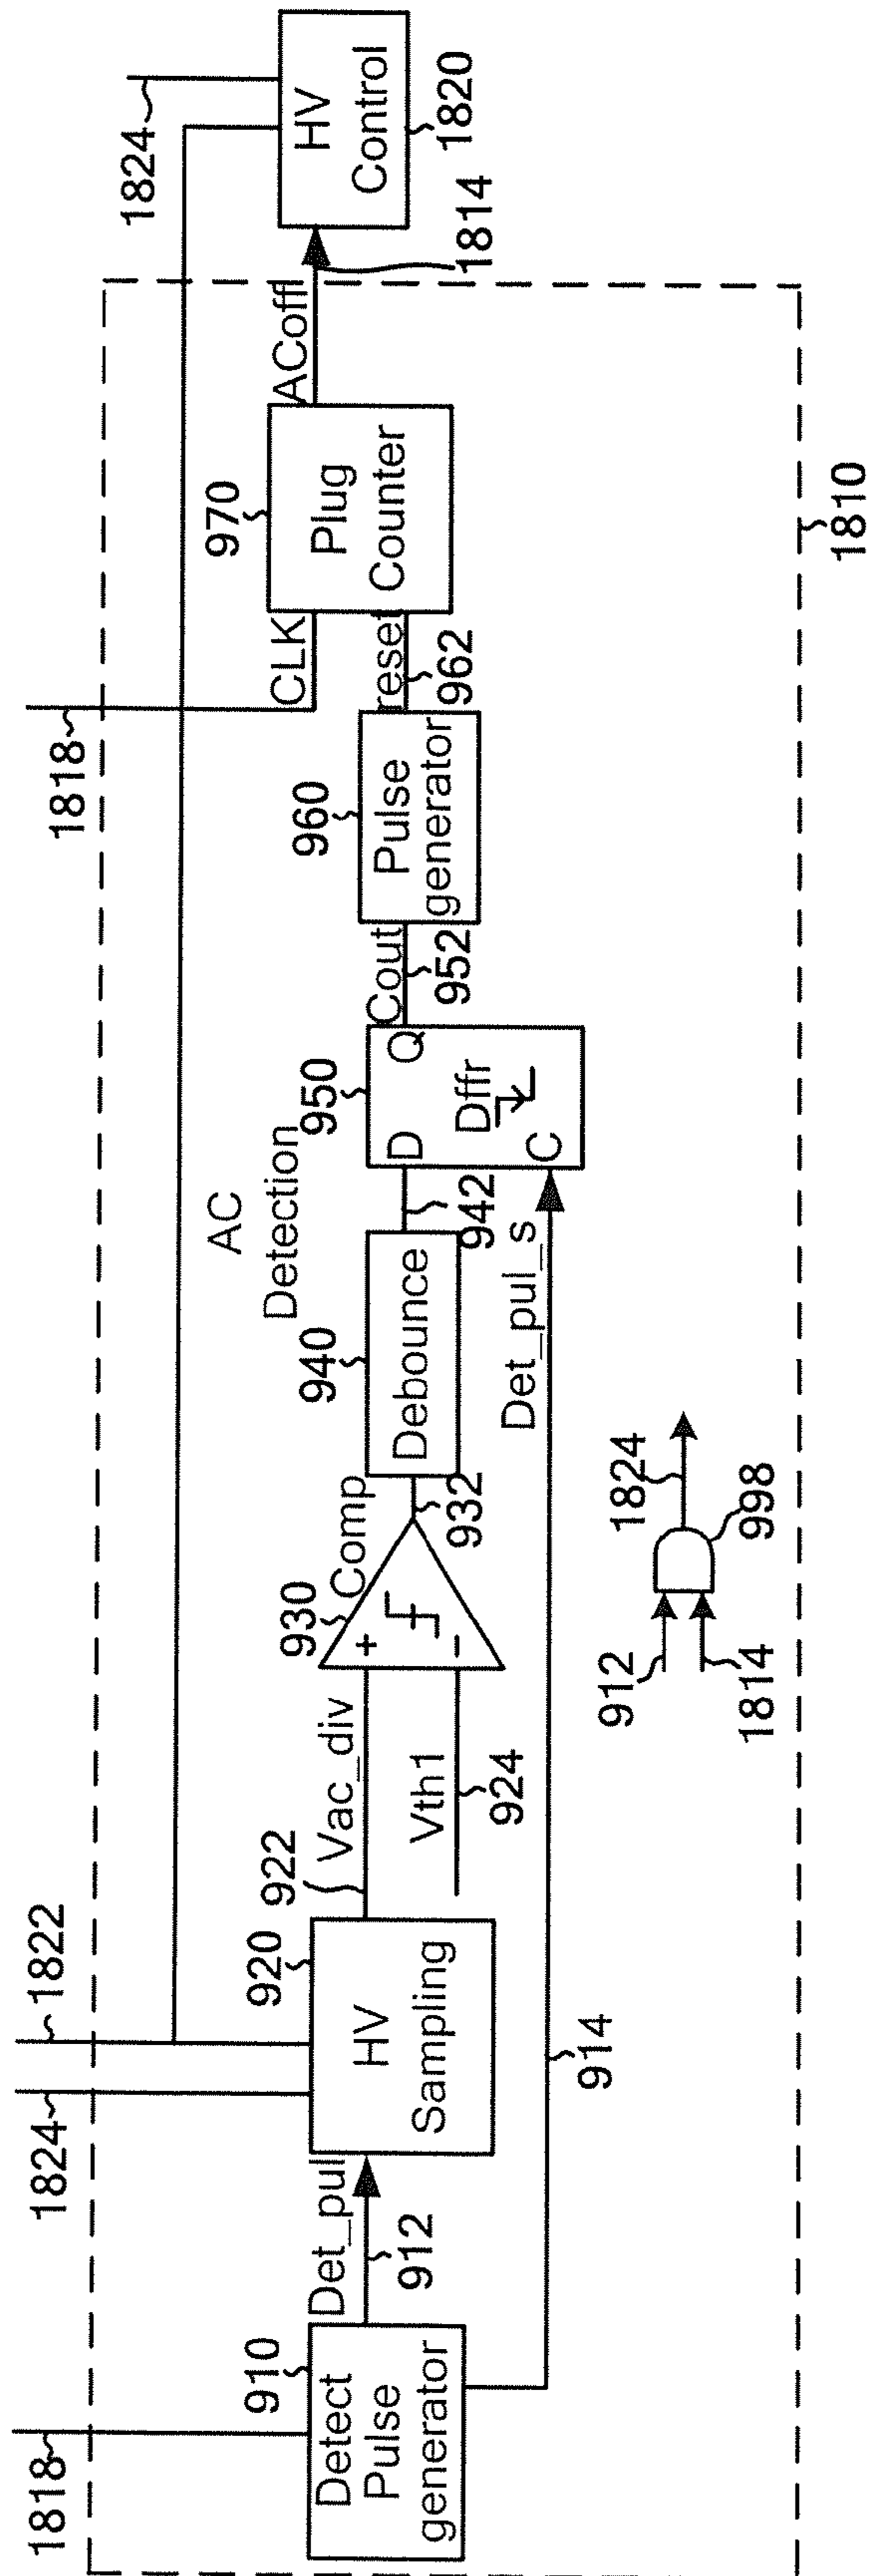 1818
1824
1822
1818
1824
910
Detect
Pulse
generator
Det_pul
912
920
HV
Sampling
922
Vac_div
Vth1
924
930
+
-
Comp
932
940
Debounce
942
AC
Detection
950
D
Q
Dffr
C
Det_pul_s
914
Cout
952
960
Pulse
generator
reset
962
CLK
970
Plug
Counter
ACoff
1814
HV
Control
1820
912
1814
1824
998
1810